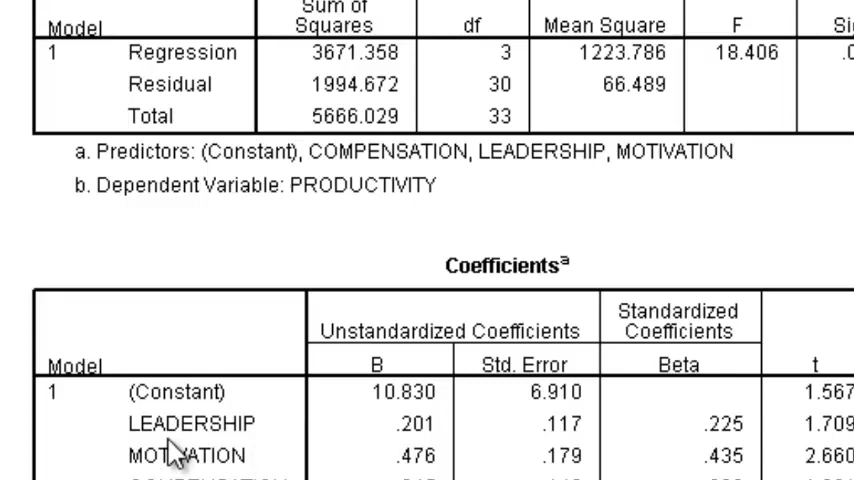 Sum of
Model Squares df Mean Square F
1 Regression 3671.358 3 1223.786 18.406
Residual 1994.672 30 66.489
Total 5666.029 33
a. Predictors: (Constant), COMPENSATION, LEADERSHIP, MOTIVATION
b. Dependent Variable: PRODUCTIVITY
Coefficientsª
Unstandardized Coefficients Standardized Coefficients
Model B Std. Error Beta t
1 (Constant) 10.830 6.910 1.567
LEADERSHIP .201 .117 .225 1.709
MOTIVATION .476 .179 .435 2.660